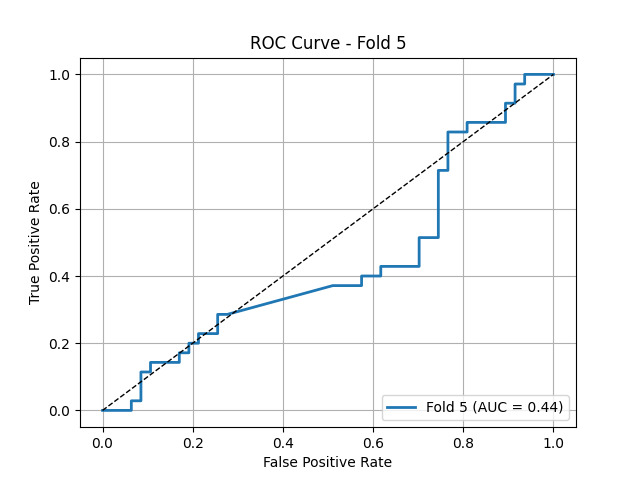 ROC Curve - Fold 5
True Positive Rate
1.0
0.8
0.6
0.4
0.2
0.0
Fold 5 (AUC = 0.44)
0.0 0.2 0.4 0.6 0.8 1.0
False Positive Rate